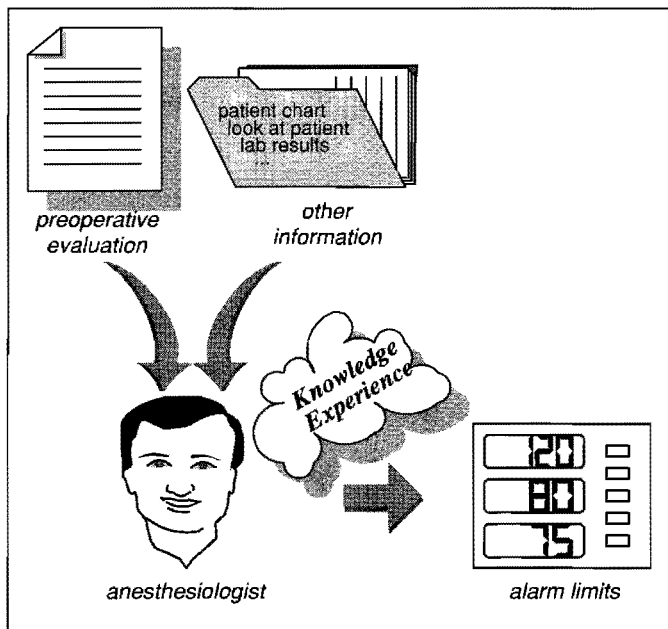 patient chart
look at patient
lab results
...
preoperative
evaluation
other
information
Knowledge
Experience
120
80
75
anesthesiologist
alarm limits